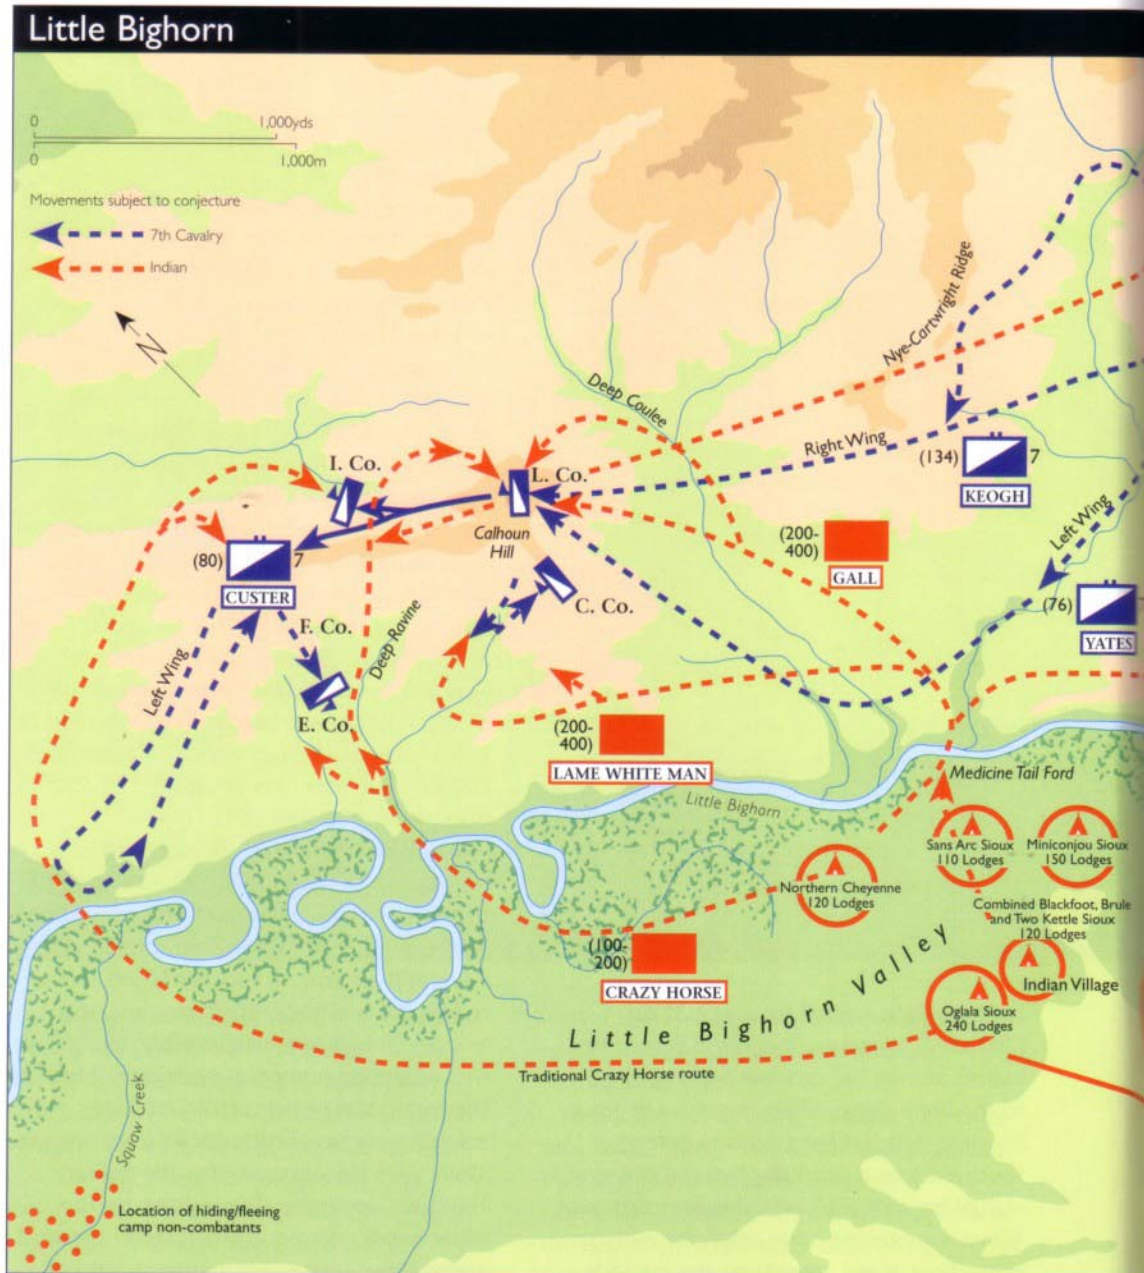 Little Bighorn
0
1,000yds
0
1,000m
Movements subject to conjecture
7th Cavalry
Indian
N
Nye-Cartwright Ridge
Deep Coulee
Right Wing
(134)
7
KEOGH
I. Co.
L. Co.
Calhoun
Hill
(200-
400)
GALL
Left Wing
(76)
YATES
(80)
7
CUSTER
C. Co.
F. Co.
Deep Ravine
Left Wing
E. Co.
(200-
400)
LAME WHITE MAN
Medicine Tail Ford
Little Bighorn
Sans Arc Sioux
110 Lodges
Miniconjou Sioux
150 Lodges
Northern Cheyenne
120 Lodges
Combined Blackfoot, Brule
and Two Kettle Sioux
120 Lodges
(100-
200)
CRAZY HORSE
Indian Village
Oglala Sioux
240 Lodges
Little Bighorn Valley
Traditional Crazy Horse route
Squaw Creek
Location of hiding/fleeing
camp non-combatants